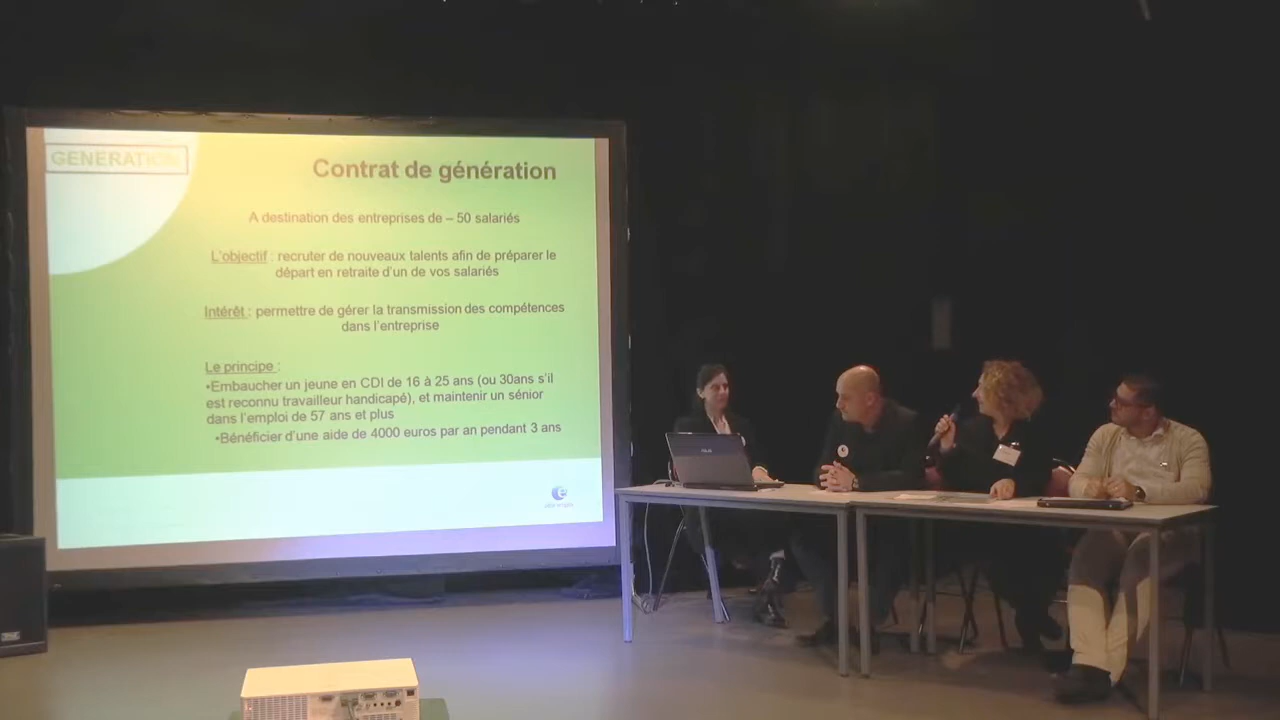 GENERATION
Contrat de génération
A destination des entreprises de – 50 salariés
L'objectif : recruter de nouveaux talents afin de préparer le
départ en retraite d'un de vos salariés
Intérêt : permettre de gérer la transmission des compétences
dans l'entreprise
Le principe :
•Embaucher un jeune en CDI de 16 à 25 ans (ou 30ans s'il
est reconnu travailleur handicapé), et maintenir un sénior
dans l'emploi de 57 ans et plus
•Bénéficier d'une aide de 4000 euros par an pendant 3 ans